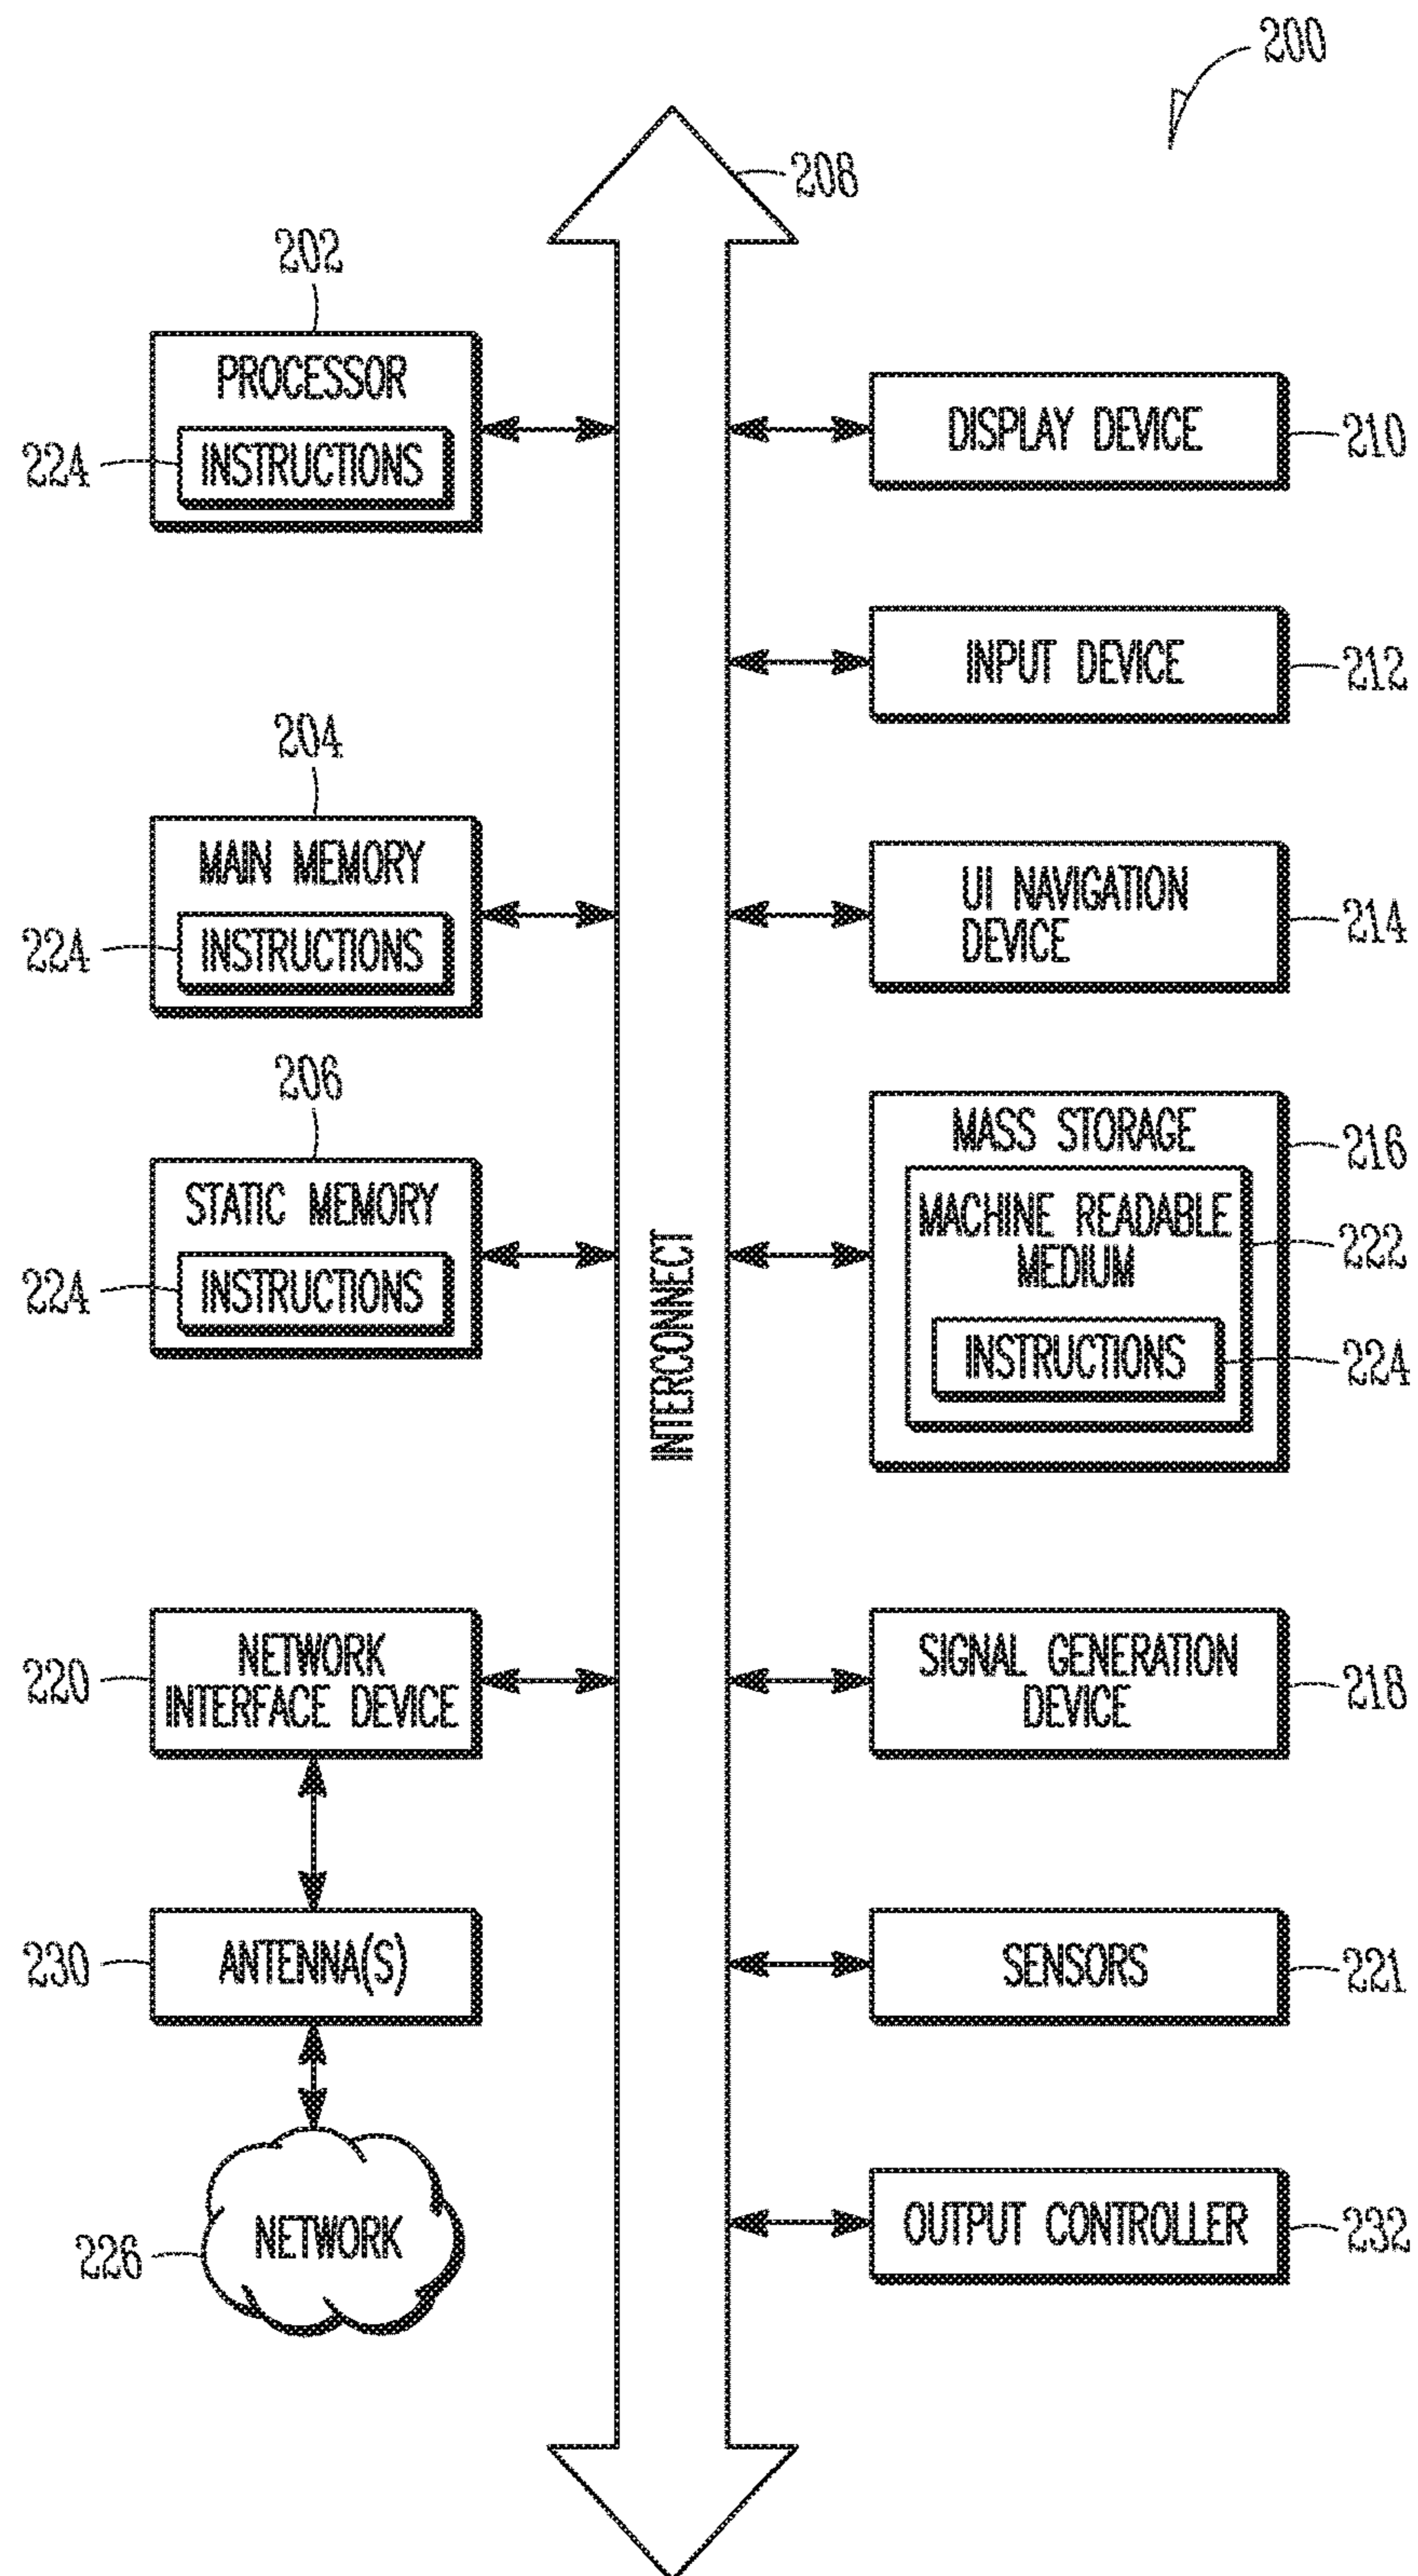 200
208
202
PROCESSOR
224
INSTRUCTIONS
204
MAIN MEMORY
224
INSTRUCTIONS
206
STATIC MEMORY
224
INSTRUCTIONS
220
NETWORK
INTERFACE DEVICE
230
ANTENNA(S)
226
NETWORK
INTERCONNECT
DISPLAY DEVICE
210
INPUT DEVICE
212
UI NAVIGATION
DEVICE
214
MASS STORAGE
216
MACHINE READABLE
MEDIUM
222
INSTRUCTIONS
224
SIGNAL GENERATION
DEVICE
218
SENSORS
221
OUTPUT CONTROLLER
232